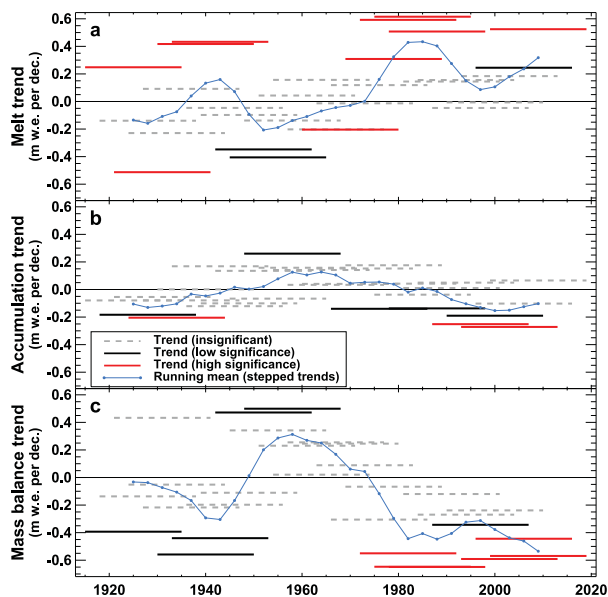 a
0.6
0.4
0.2
0.0
-0.2
-0.4
-0.6
Melt trend
(m w.e. per dec.)
b
0.6
0.4
0.2
0.0
-0.2
-0.4
-0.6
Accumulation trend
(m w.e. per dec.)
Trend (insignificant)
Trend (low significance)
Trend (high significance)
Running mean (stepped trends)
c
0.6
0.4
0.2
0.0
-0.2
-0.4
-0.6
Mass balance trend
(m w.e. per dec.)
1920 1940 1960 1980 2000 2020